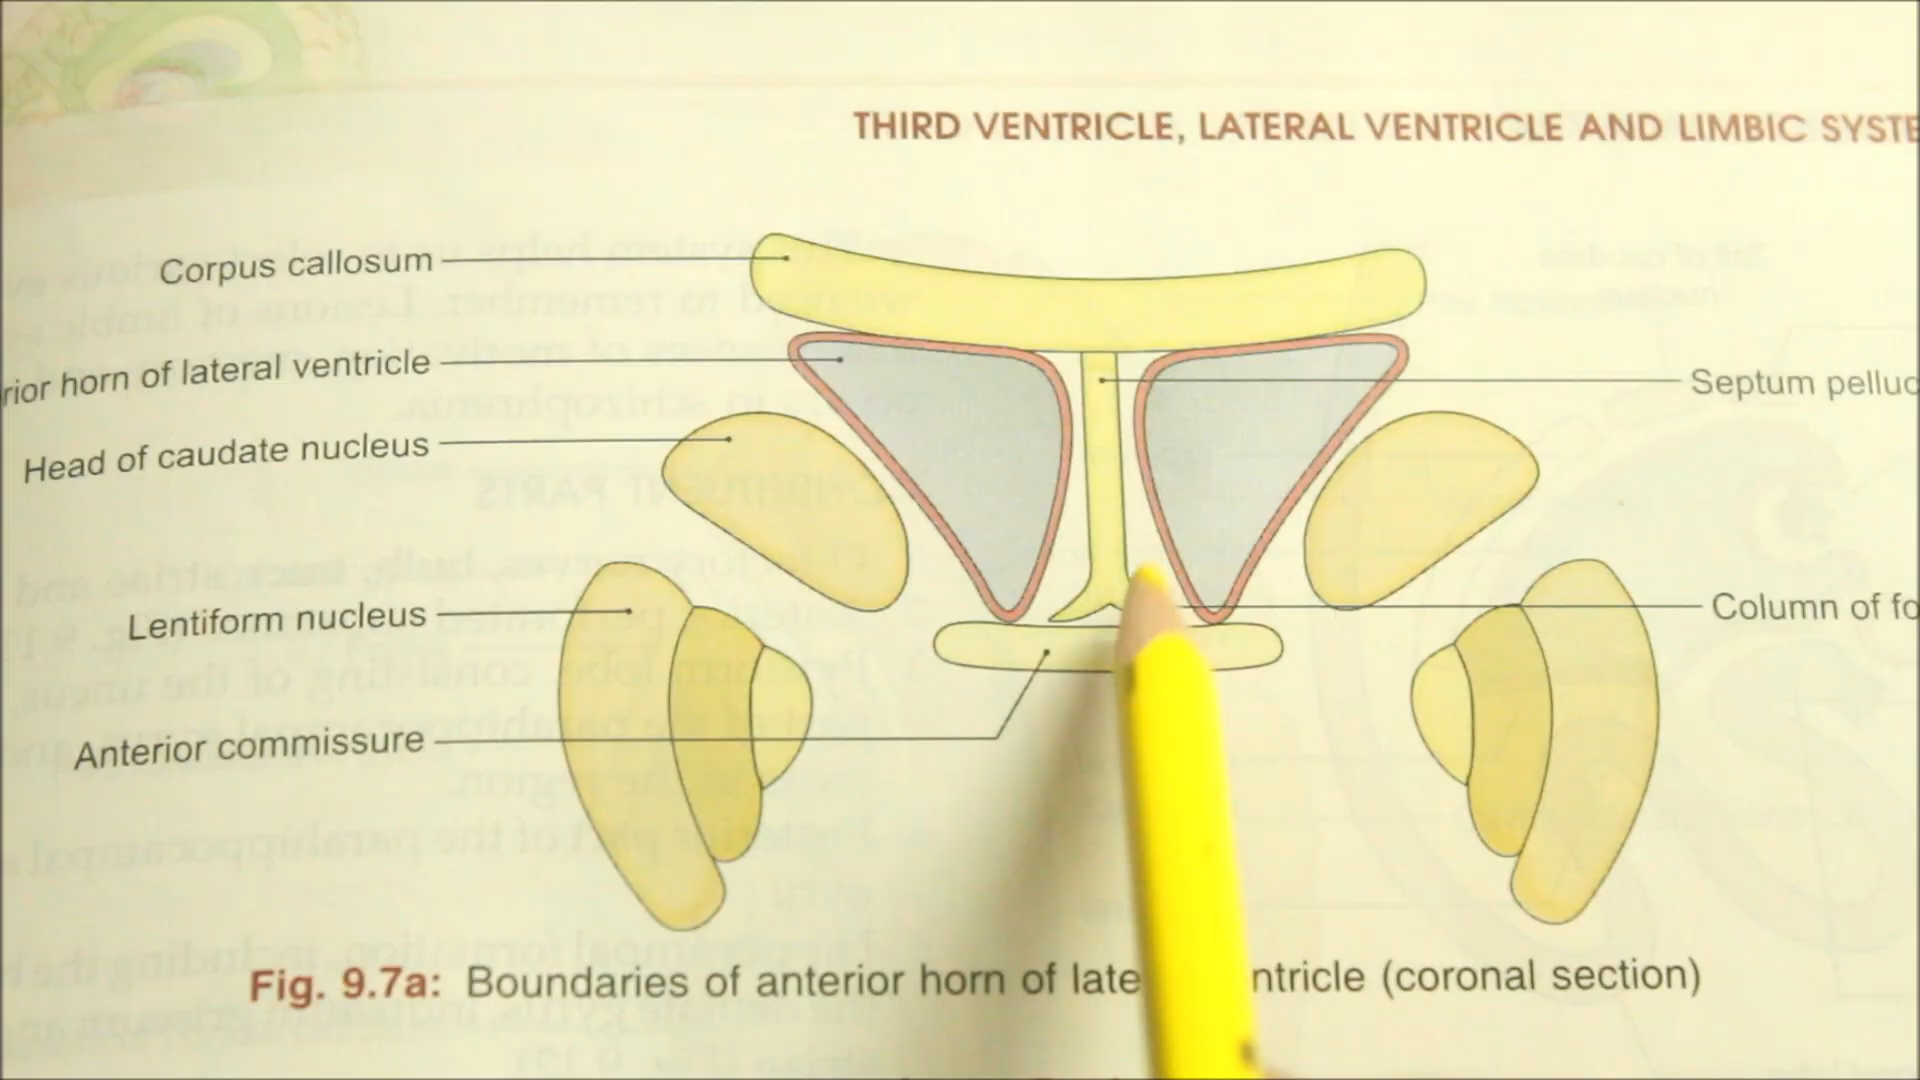 THIRD VENTRICLE, LATERAL VENTRICLE AND LIMBIC SYSTE
Corpus callosum
rior horn of lateral ventricle
Septum pelluc
Head of caudate nucleus
Lentiform nucleus
Column of fo
Anterior commissure
Fig. 9.7a: Boundaries of anterior horn of late ntricle (coronal section)